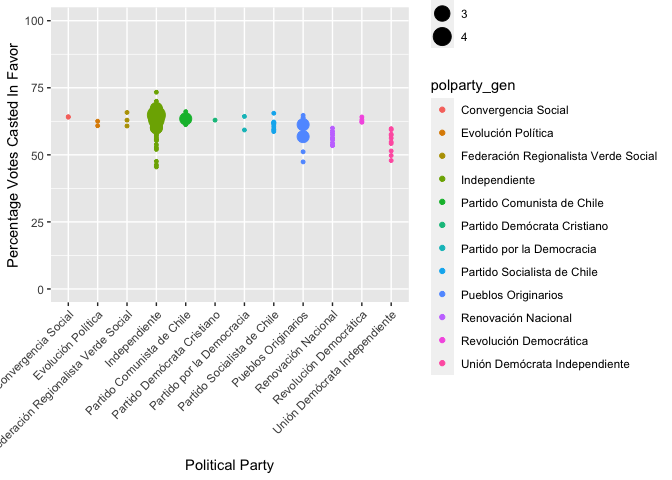 Percentage Votes Casted In Favor
100
75
50
25
0
Convergencia Social
Evolución Política
Federación Regionalista Verde Social
Independiente
Partido Comunista de Chile
Partido Demócrata Cristiano
Partido por la Democracia
Partido Socialista de Chile
Pueblos Originarios
Renovación Nacional
Revolución Democrática
Unión Demócrata Independiente
Political Party
3
4
polparty_gen
Convergencia Social
Evolución Política
Federación Regionalista Verde Social
Independiente
Partido Comunista de Chile
Partido Demócrata Cristiano
Partido por la Democracia
Partido Socialista de Chile
Pueblos Originarios
Renovación Nacional
Revolución Democrática
Unión Demócrata Independiente